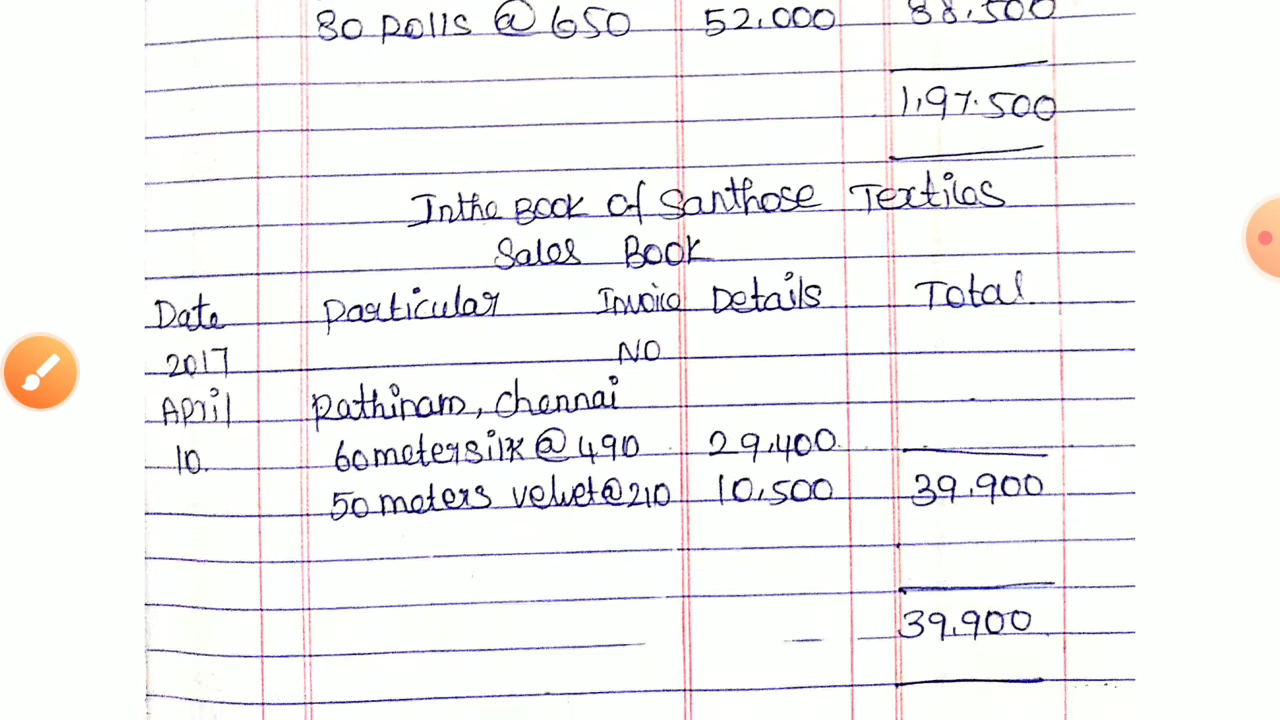 80 Rolls @ 650 52,000 88,500
1,97,500
In the Book of Santhose Textiles
Sales Book
Date Particular Invoice Details Total
2017 No
April Rathinam, Chennai
10. 60 meter silk @ 490 29,400
50 meters velvet @ 210 10,500 39,900
39,900